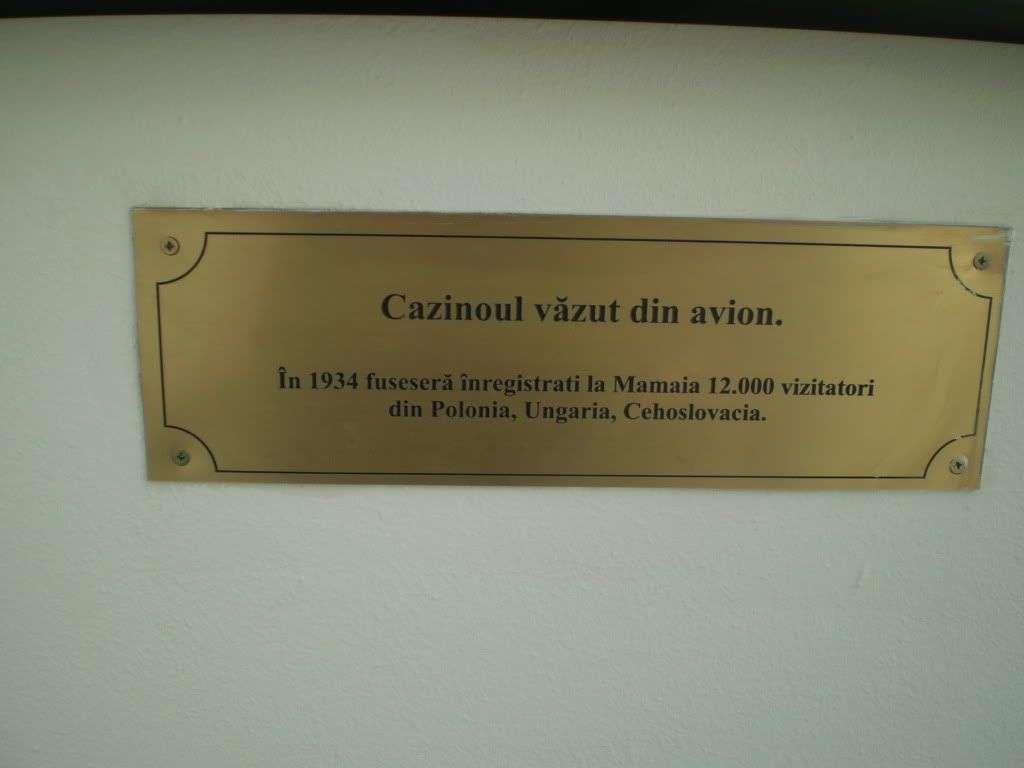 Cazinoul văzut din avion.
În 1934 fuseseră înregistrati la Mamaia 12.000 vizitatori
din Polonia, Ungaria, Cehoslovacia.